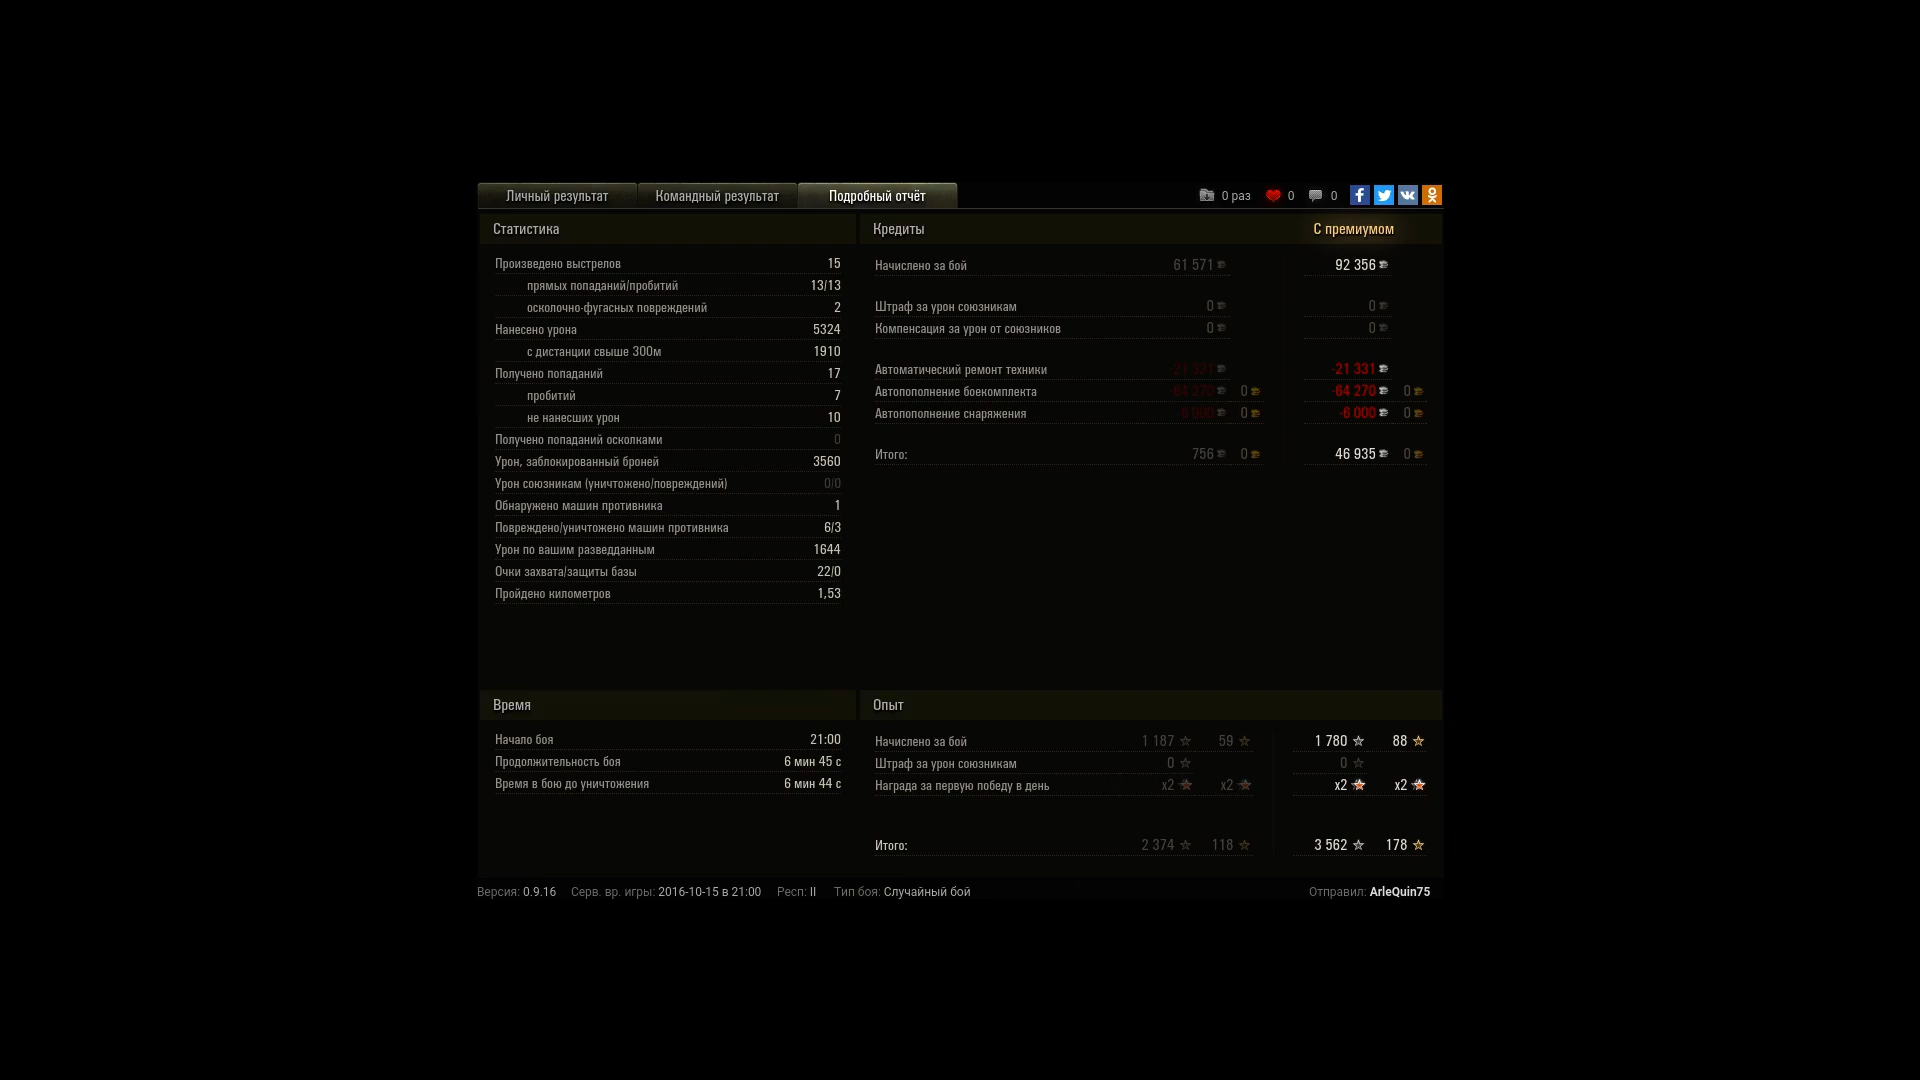 Личный результат Командный результат Подробный отчёт 0 раз 0 0
Статистика
Произведено выстрелов 15
прямых попаданий/пробитий 13/13
осколочно-фугасных повреждений 2
Нанесено урона 5324
с дистанции свыше 300м 1910
Получено попаданий 17
пробитий 7
не нанесших урон 10
Получено попаданий осколками 0
Урон, заблокированный броней 3560
Урон союзникам (уничтожено/повреждений) 0/0
Обнаружено машин противника 1
Повреждено/уничтожено машин противника 6/3
Урон по вашим разведданным 1644
Очки захвата/защиты базы 22/0
Пройдено километров 1,53
Кредиты С премиумом
Начислено за бой 61 571 92 356
Штраф за урон союзникам 0 0
Компенсация за урон от союзников 0 0
Автоматический ремонт техники -21 331 -21 331
Автопополнение боекомплекта -64 270 0 -64 270 0
Автопополнение снаряжения -6 000 0 -6 000 0
Итого: 756 0 46 935 0
Время
Начало боя 21:00
Продолжительность боя 6 мин 45 с
Время в бою до уничтожения 6 мин 44 с
Опыт
Начислено за бой 1 187 59 1 780 88
Штраф за урон союзникам 0 0
Награда за первую победу в день x2 x2 x2 x2
Итого: 2 374 118 3 562 178
Версия: 0.9.16 Серв. вр. игры: 2016-10-15 в 21:00 Респ: II Тип боя: Случайный бой Отправил: ArleQuin75